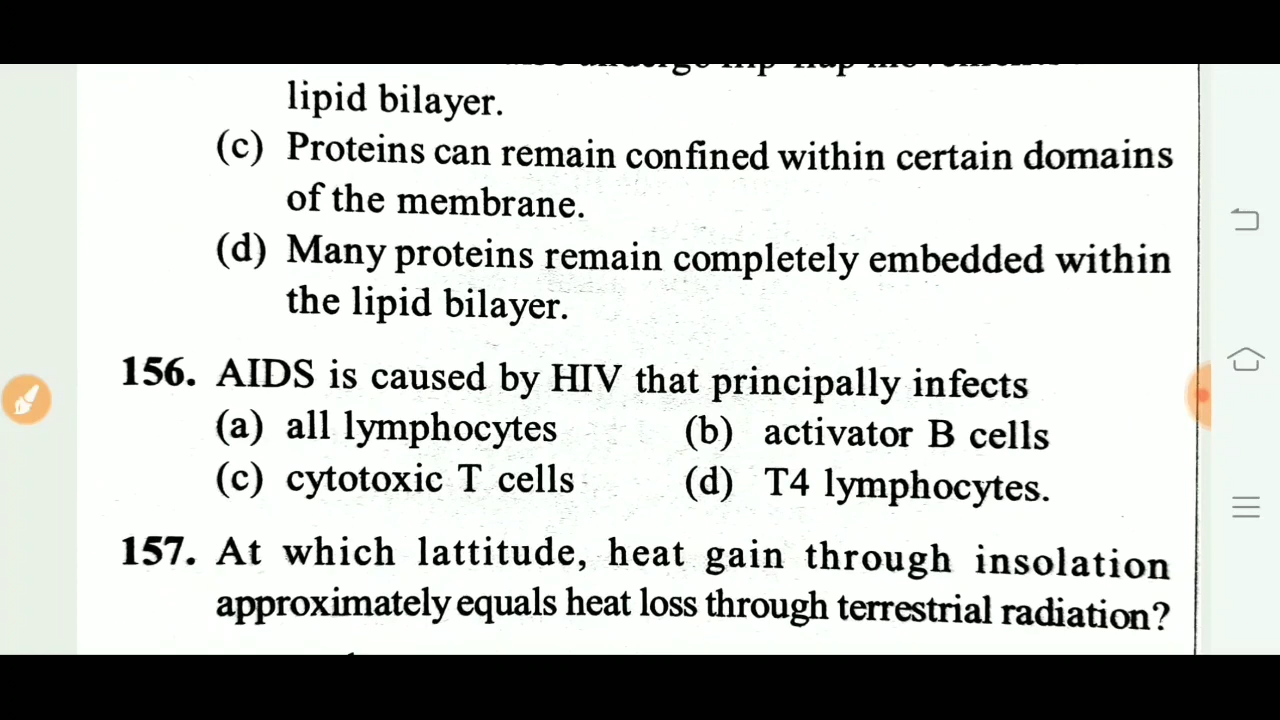 lipid bilayer.
(c) Proteins can remain confined within certain domains
of the membrane.
(d) Many proteins remain completely embedded within
the lipid bilayer.
156. AIDS is caused by HIV that principally infects
(a) all lymphocytes (b) activator B cells
(c) cytotoxic T cells (d) T4 lymphocytes.
157. At which lattitude, heat gain through insolation
approximately equals heat loss through terrestrial radiation?